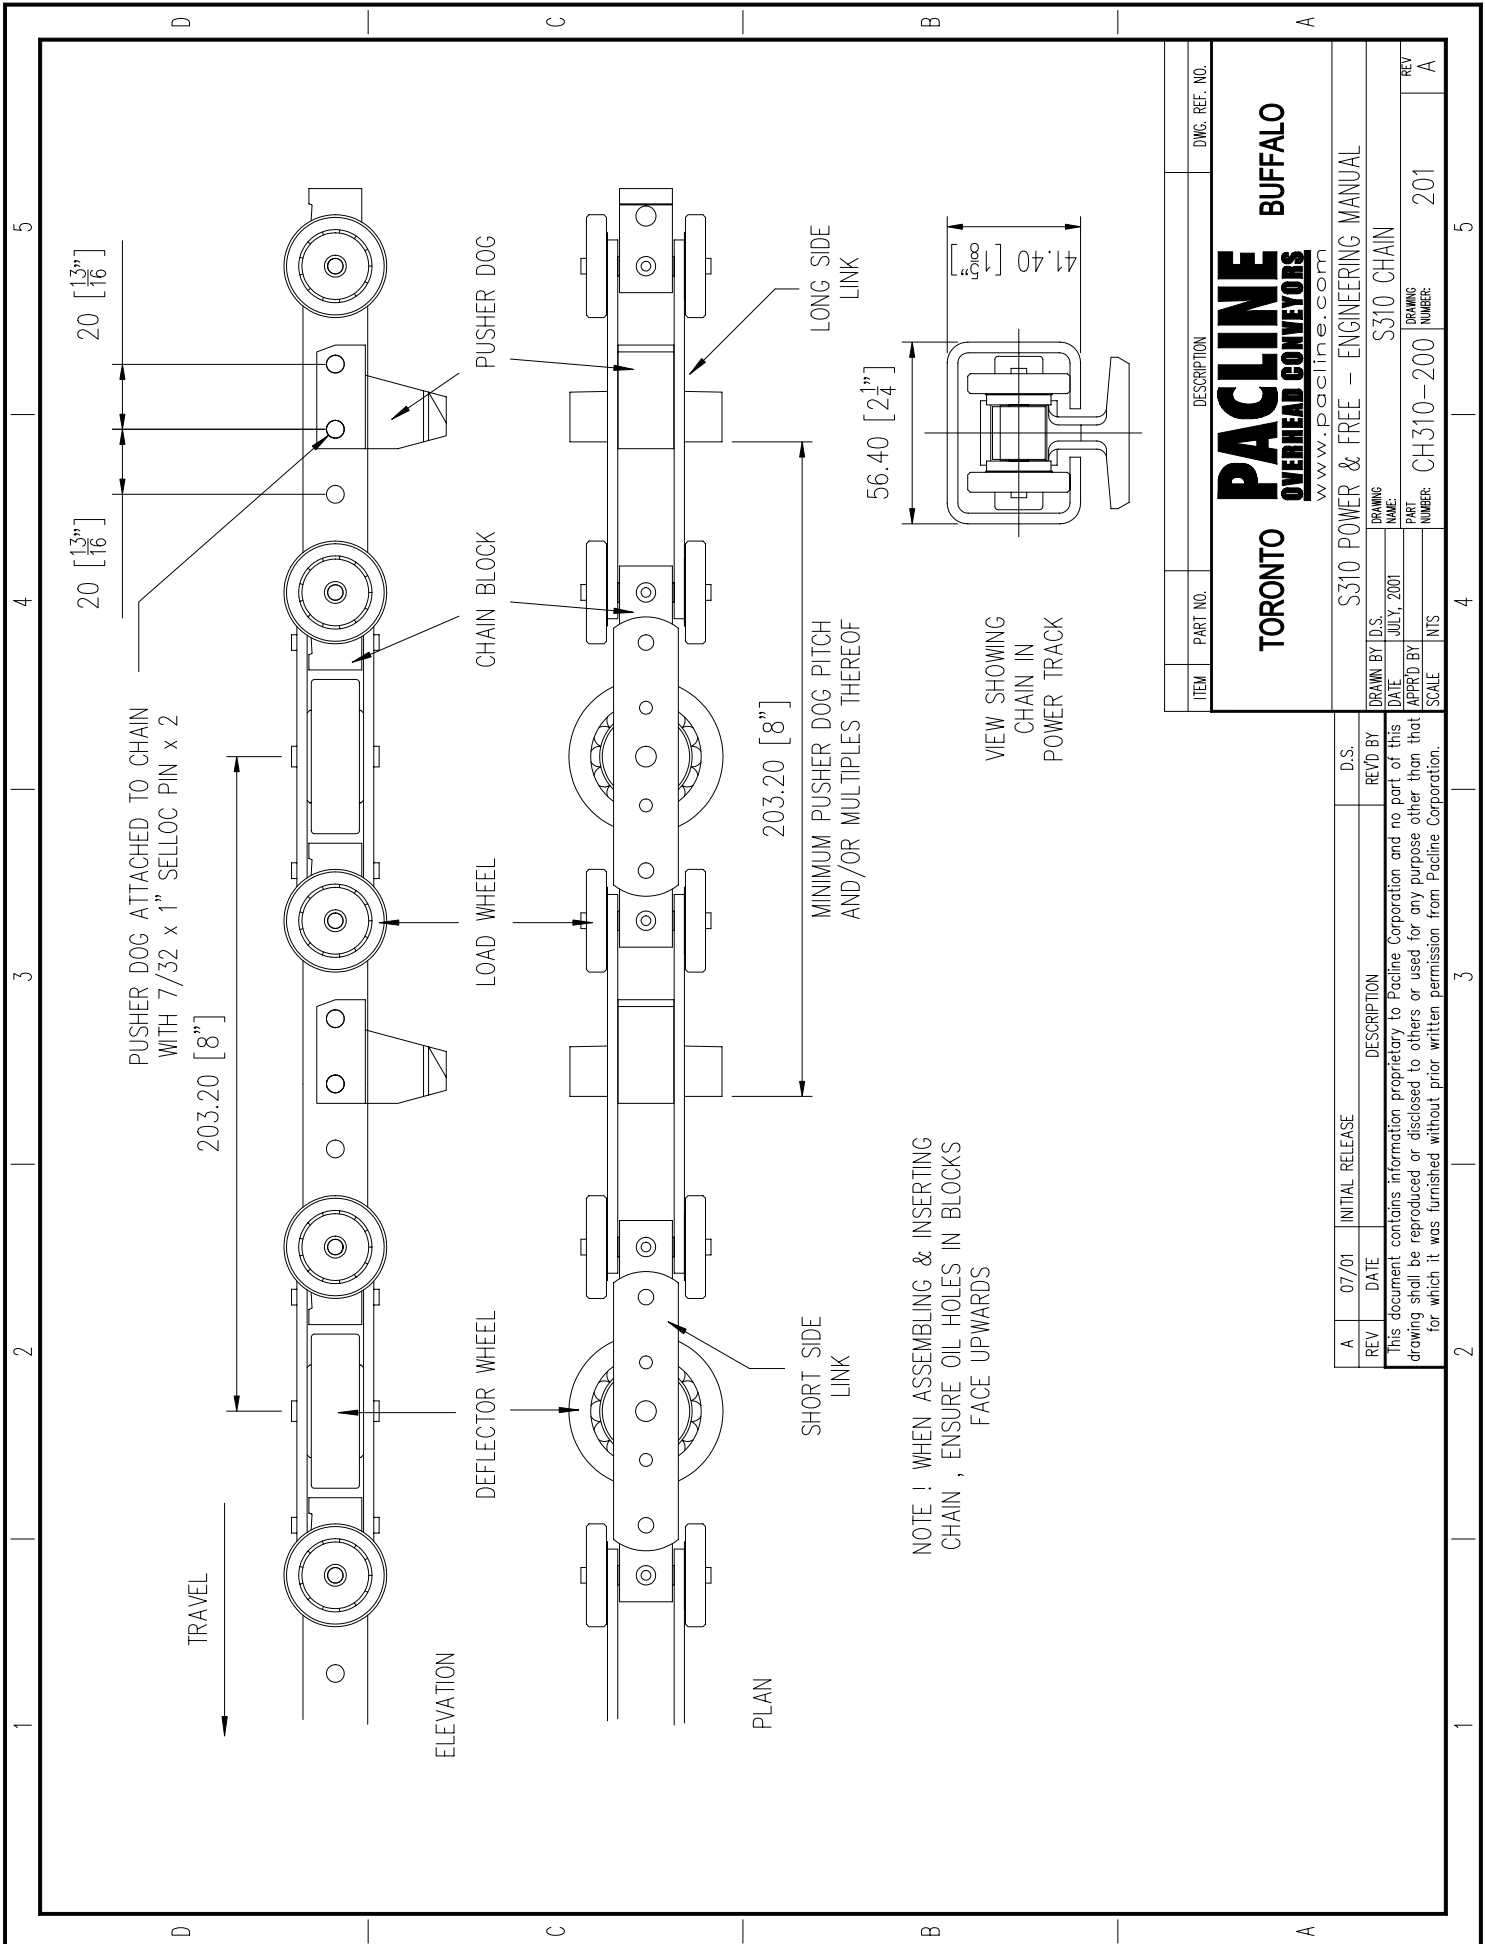 1
2
3
4
5
D
C
B
A
20 [13/16"]
20 [13/16"]
PUSHER DOG ATTACHED TO CHAIN
WITH 7/32 x 1" SELLOC PIN x 2
203.20 [8"]
TRAVEL
ELEVATION
DEFLECTOR WHEEL
LOAD WHEEL
CHAIN BLOCK
PUSHER DOG
PLAN
SHORT SIDE
LINK
203.20 [8"]
MINIMUM PUSHER DOG PITCH
AND/OR MULTIPLES THEREOF
LONG SIDE
LINK
NOTE ! WHEN ASSEMBLING & INSERTING
CHAIN , ENSURE OIL HOLES IN BLOCKS
FACE UPWARDS
56.40 [2 1/4"]
41.40 [1 5/8"]
VIEW SHOWING
CHAIN IN
POWER TRACK
ITEM PART NO. DESCRIPTION DWG. REF. NO.
TORONTO PACLINE BUFFALO
OVERHEAD CONVEYORS
www.pacline.com
S310 POWER & FREE - ENGINEERING MANUAL
DRAWN BY D.S.
DATE JULY, 2001
APPR'D BY
SCALE NTS
DRAWING
NAME:
S310 CHAIN
PART
NUMBER:
CH310-200
DRAWING
NUMBER:
201
REV
A
A 07/01 INITIAL RELEASE D.S.
REV DATE DESCRIPTION REV'D BY
This document contains information proprietary to Pacline Corporation and no part of this
drawing shall be reproduced or disclosed to others or used for any purpose other than that
for which it was furnished without prior written permission from Pacline Corporation.
D
C
B
A
1
2
3
4
5